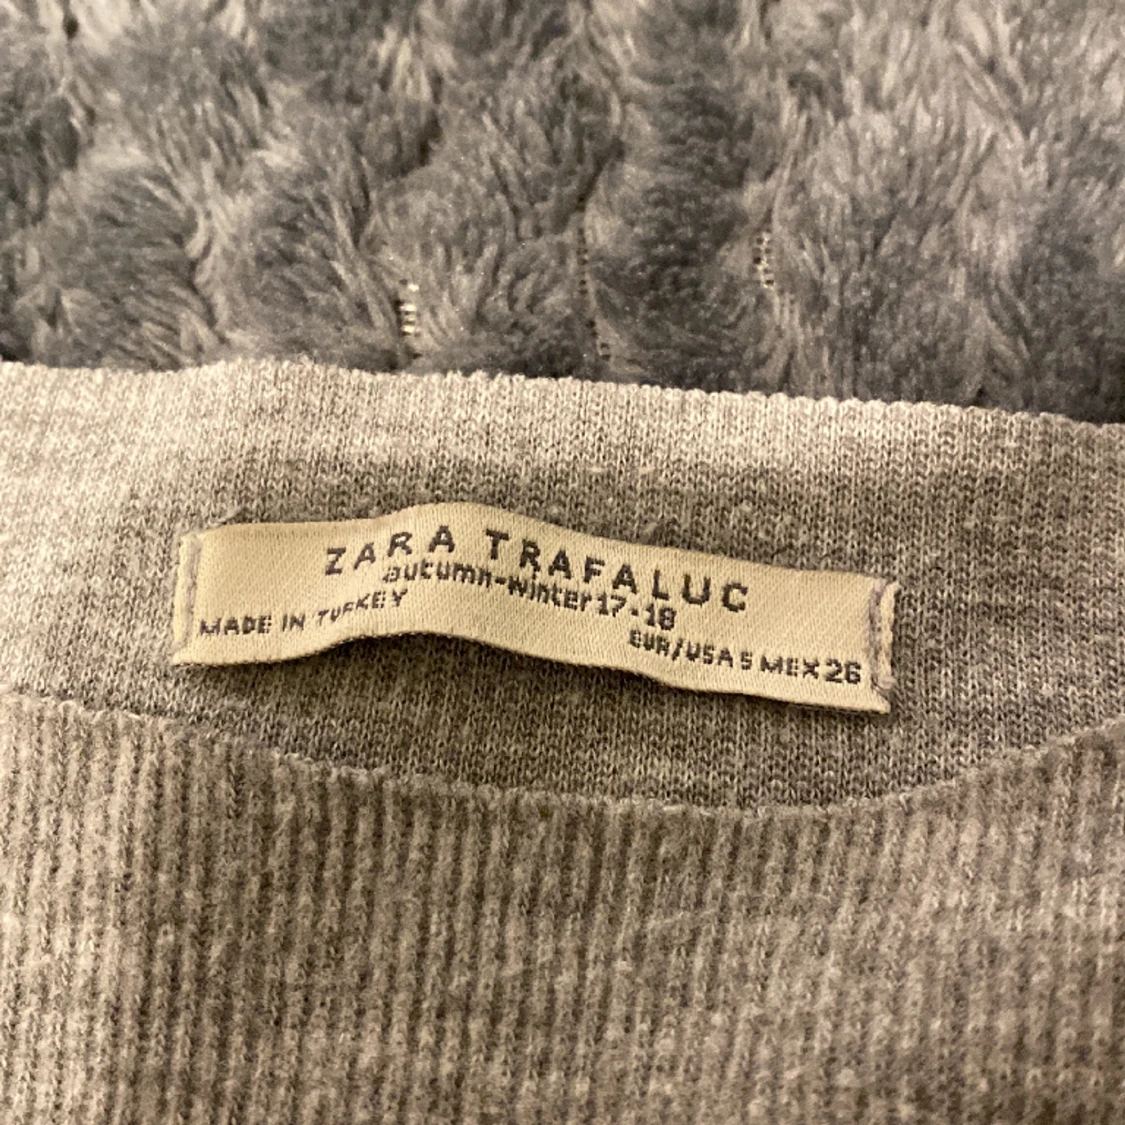 ZARA TRAFALUC
autumn-winter 17-18
MADE IN TURKEY
EUR/USA S MEX 26